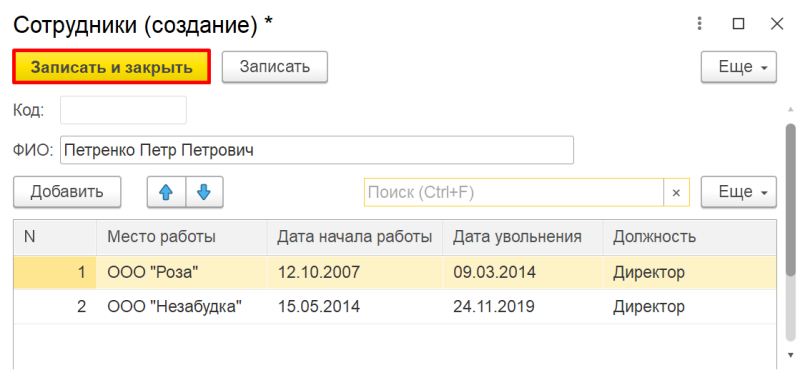 Сотрудники (создание) *
Записать и закрыть Записать Еще
Код:
ФИО: Петренко Петр Петрович
Добавить Поиск (Ctrl+F) × Еще
N Место работы Дата начала работы Дата увольнения Должность
1 ООО "Роза" 12.10.2007 09.03.2014 Директор
2 ООО "Незабудка" 15.05.2014 24.11.2019 Директор